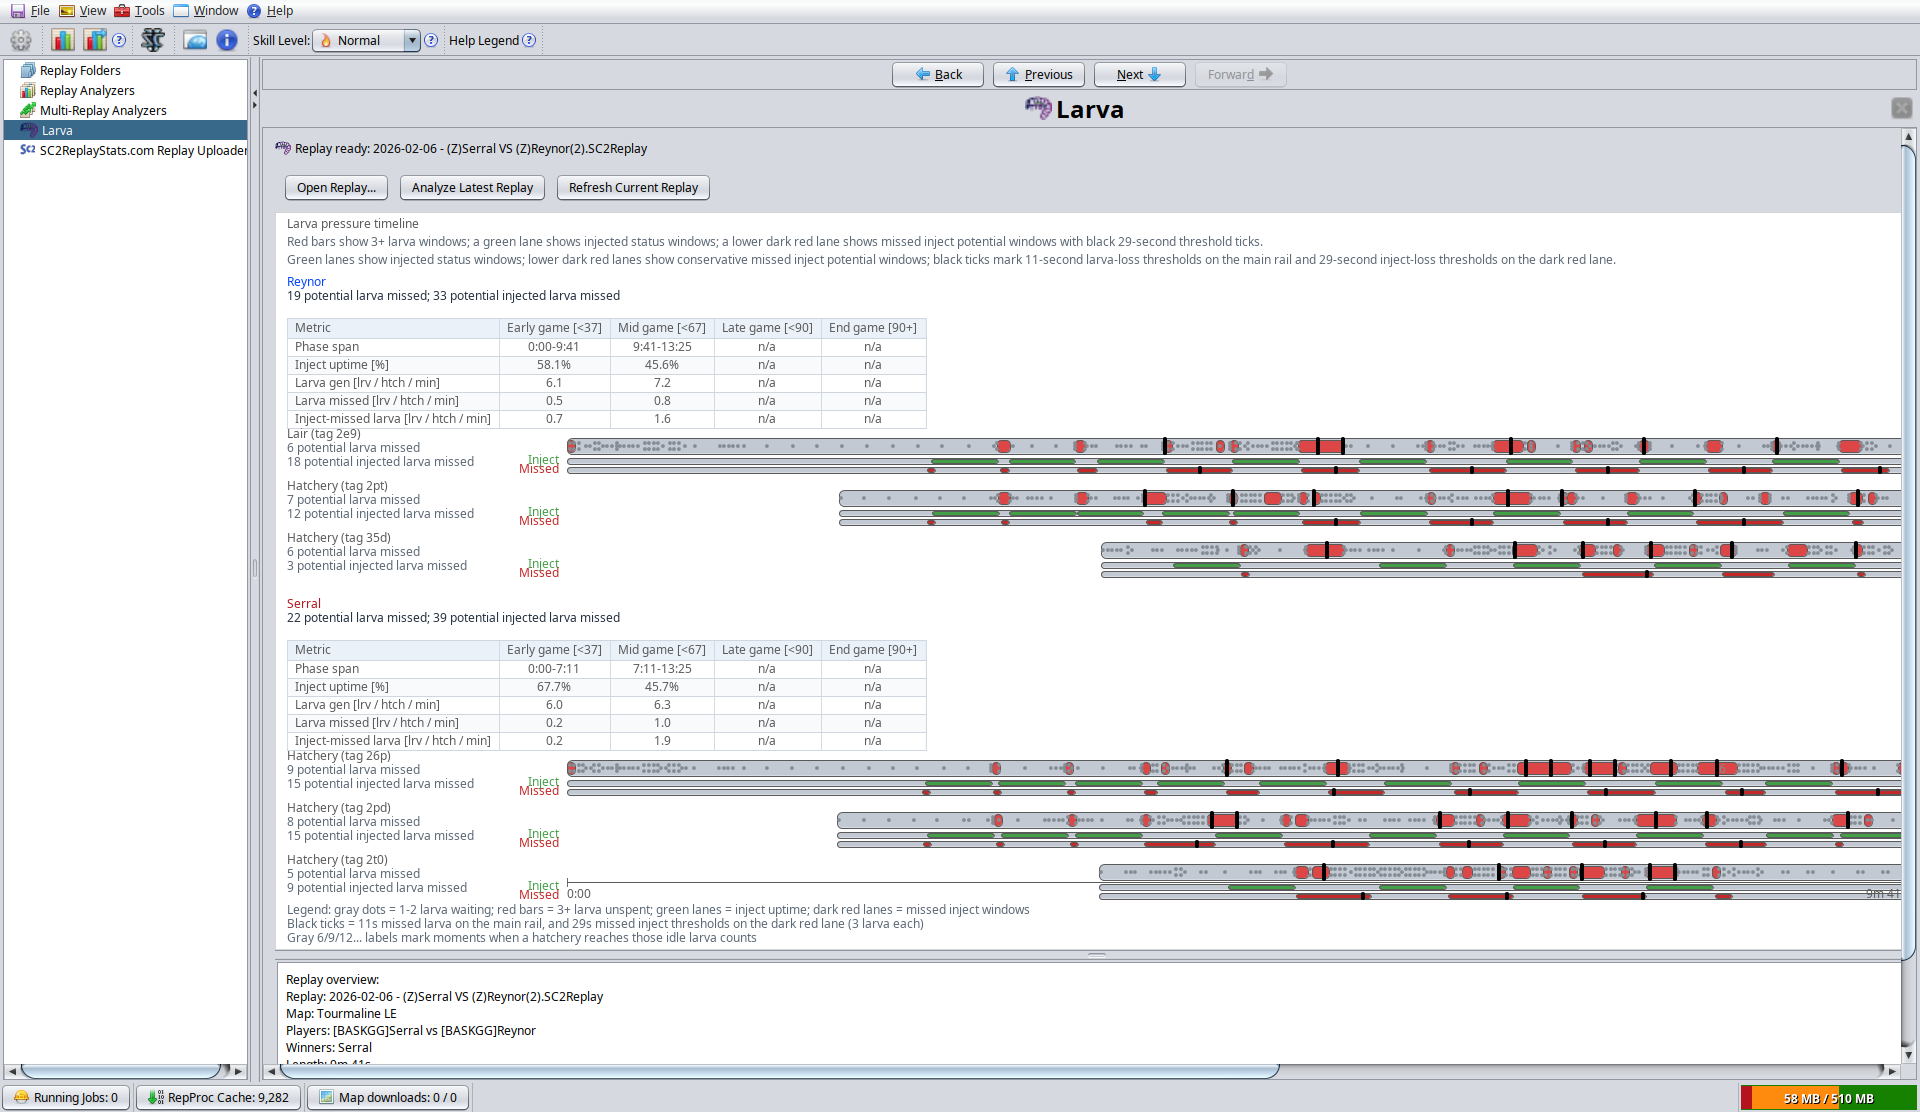 File View Tools Window Help
Skill Level: Normal Help Legend
Replay Folders
Replay Analyzers
Multi-Replay Analyzers
Larva
SC2 SC2ReplayStats.com Replay Uploader
Back Previous Next Forward
Larva
Replay ready: 2026-02-06 - (Z)Serral VS (Z)Reynor(2).SC2Replay
Open Replay... Analyze Latest Replay Refresh Current Replay
Larva pressure timeline
Red bars show 3+ larva windows; a green lane shows injected status windows; a lower dark red lane shows missed inject potential windows with black 29-second threshold ticks.
Green lanes show injected status windows; lower dark red lanes show conservative missed inject potential windows; black ticks mark 11-second larva-loss thresholds on the main rail and 29-second inject-loss thresholds on the dark red lane.
Reynor
19 potential larva missed; 33 potential injected larva missed
Metric Early game [<37] Mid game [<67] Late game [<90] End game [90+]
Phase span 0:00-9:41 9:41-13:25 n/a n/a
Inject uptime [%] 58.1% 45.6% n/a n/a
Larva gen [lrv / htch / min] 6.1 7.2 n/a n/a
Larva missed [lrv / htch / min] 0.5 0.8 n/a n/a
Inject-missed larva [lrv / htch / min] 0.7 1.6 n/a n/a
Lair (tag 2e9)
6 potential larva missed
18 potential injected larva missed
Inject
Missed
Hatchery (tag 2pt)
7 potential larva missed
12 potential injected larva missed
Inject
Missed
Hatchery (tag 35d)
6 potential larva missed
3 potential injected larva missed
Inject
Missed
Serral
22 potential larva missed; 39 potential injected larva missed
Metric Early game [<37] Mid game [<67] Late game [<90] End game [90+]
Phase span 0:00-7:11 7:11-13:25 n/a n/a
Inject uptime [%] 67.7% 45.7% n/a n/a
Larva gen [lrv / htch / min] 6.0 6.3 n/a n/a
Larva missed [lrv / htch / min] 0.2 1.0 n/a n/a
Inject-missed larva [lrv / htch / min] 0.2 1.9 n/a n/a
Hatchery (tag 26p)
9 potential larva missed
15 potential injected larva missed
Inject
Missed
Hatchery (tag 2pd)
8 potential larva missed
15 potential injected larva missed
Inject
Missed
Hatchery (tag 2t0)
5 potential larva missed
9 potential injected larva missed
Inject
Missed
0:00 9m 41
Legend: gray dots = 1-2 larva waiting; red bars = 3+ larva unspent; green lanes = inject uptime; dark red lanes = missed inject windows
Black ticks = 11s missed larva on the main rail, and 29s missed inject thresholds on the dark red lane (3 larva each)
Gray 6/9/12... labels mark moments when a hatchery reaches those idle larva counts
Replay overview:
Replay: 2026-02-06 - (Z)Serral VS (Z)Reynor(2).SC2Replay
Map: Tourmaline LE
Players: [BASKGG]Serral vs [BASKGG]Reynor
Winners: Serral
Length: 9m 41s
Running Jobs: 0 RepProc Cache: 9,282 Map downloads: 0 / 0 58 MB / 510 MB